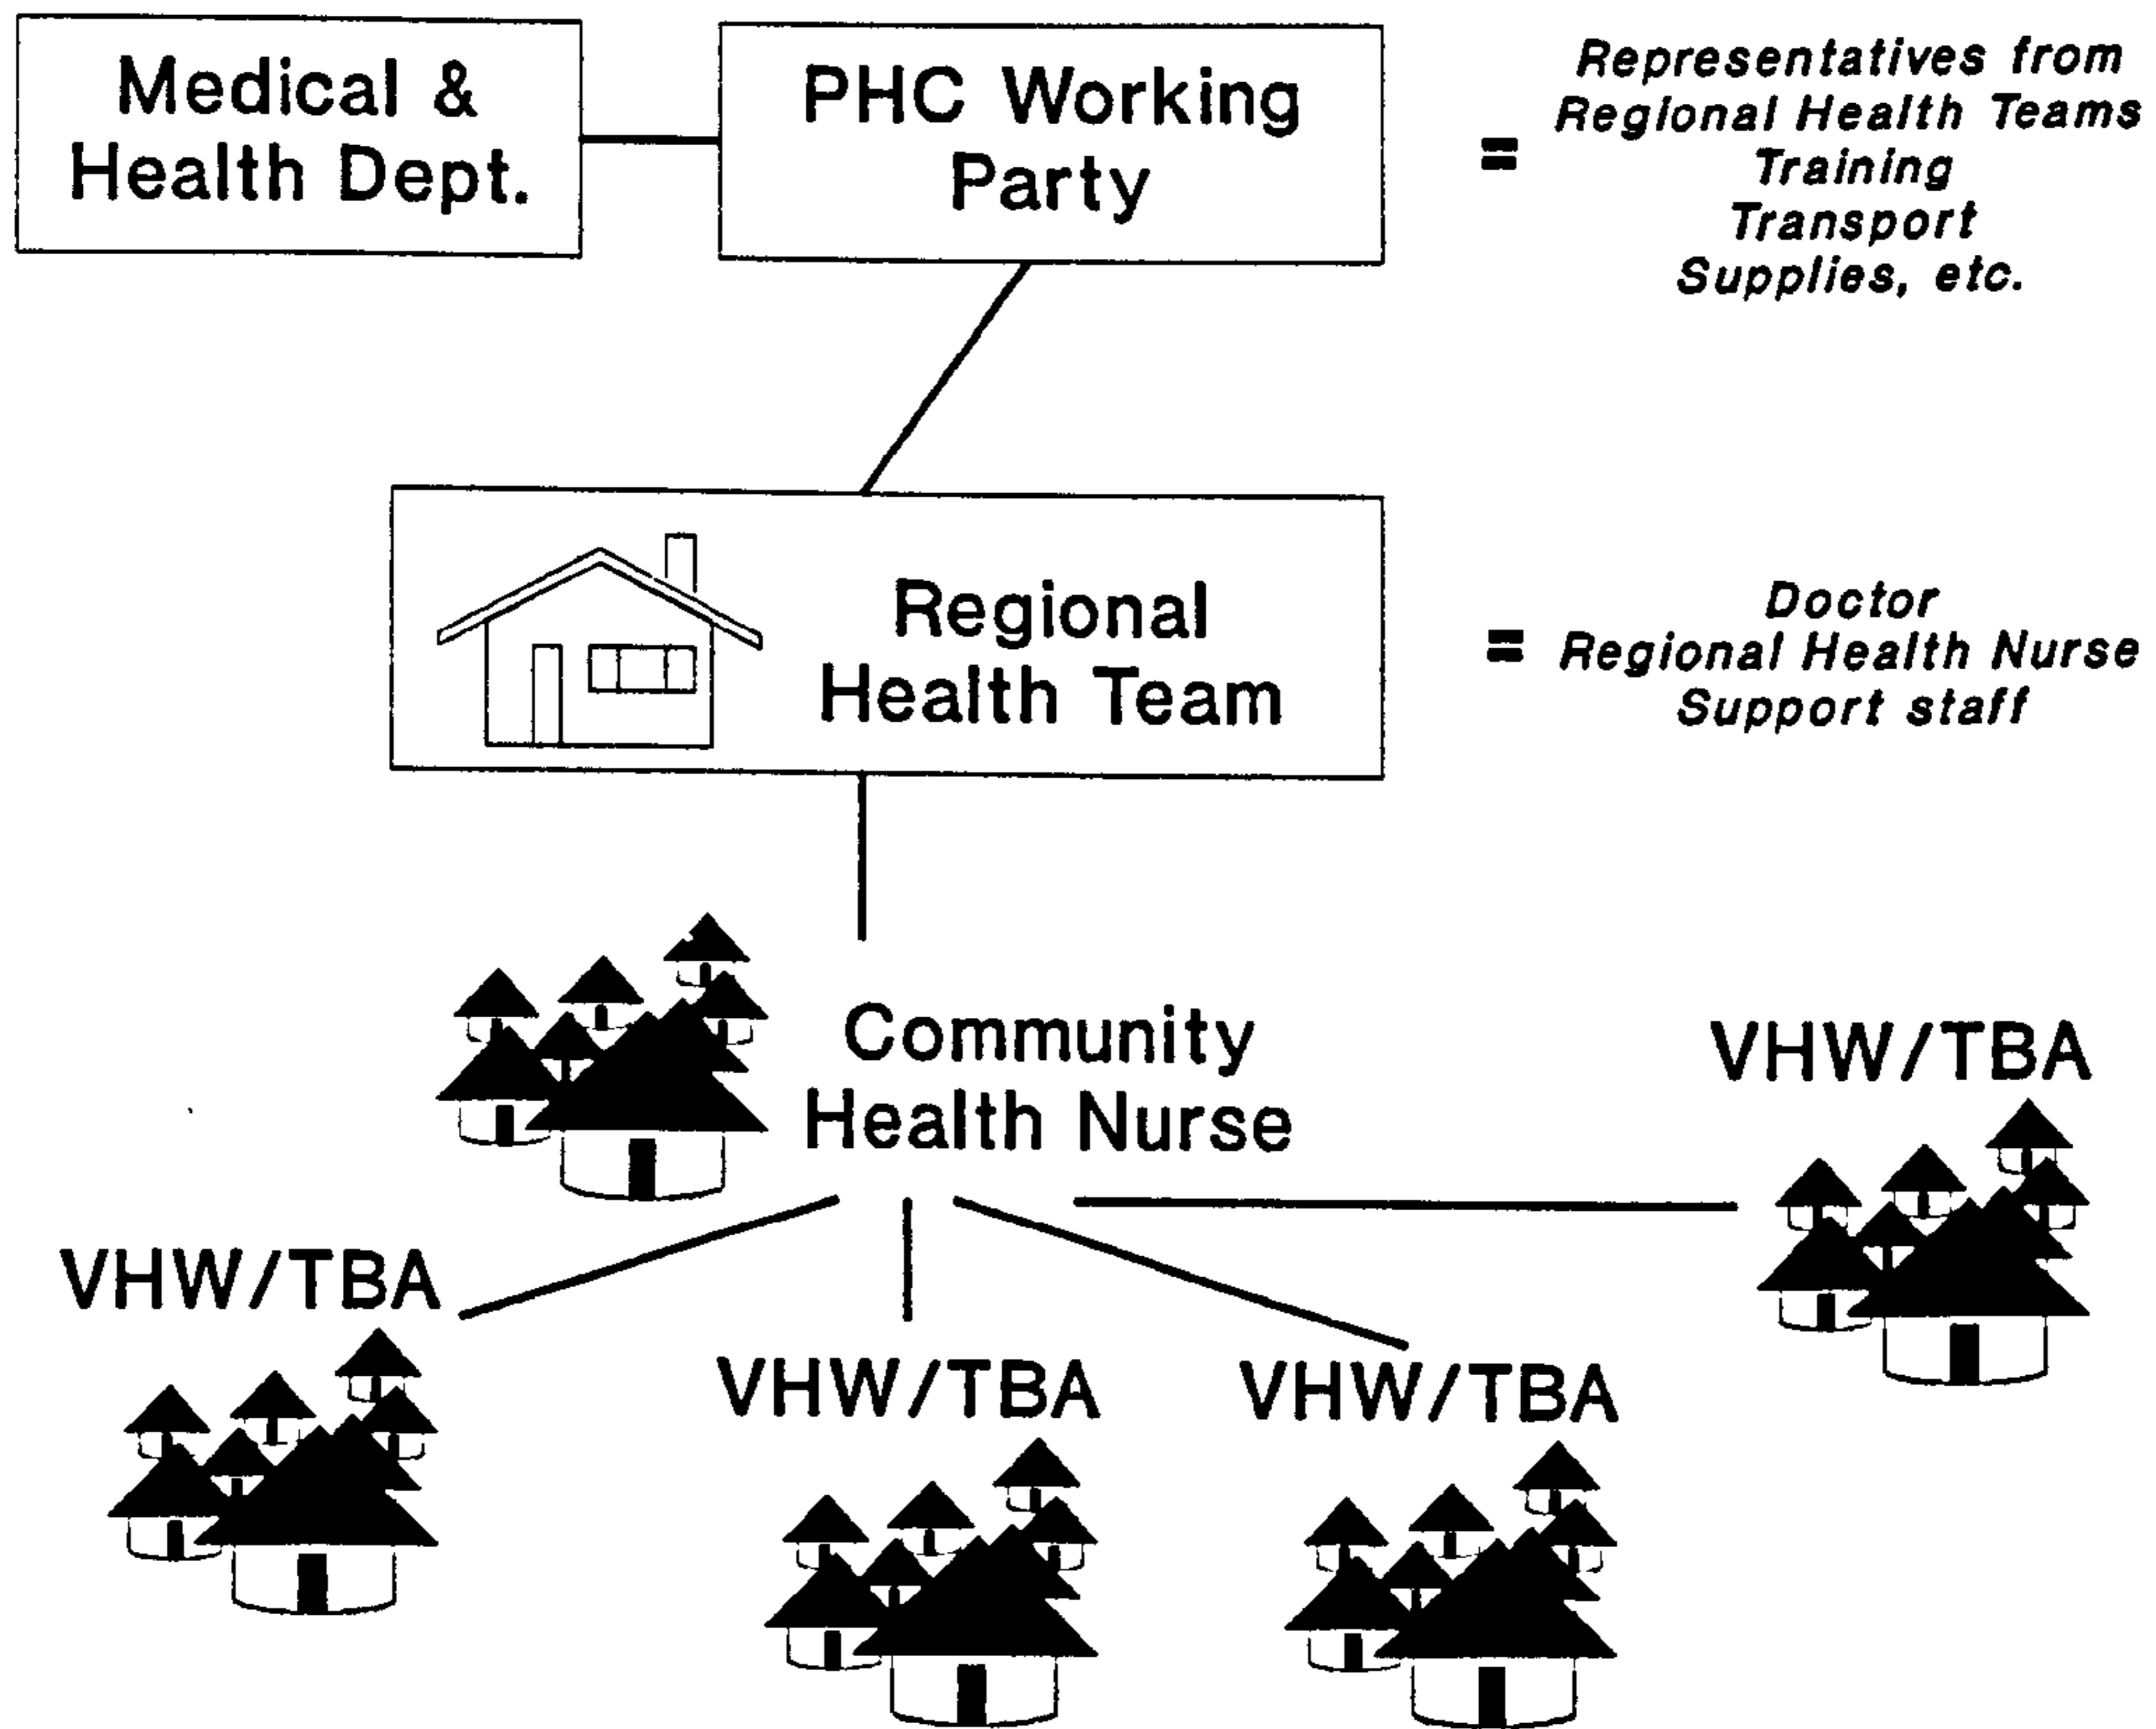 Medical &
Health Dept.
PHC Working
Party
=
Representatives from
Regional Health Teams
Training
Transport
Supplies, etc.
Regional
Health Team
=
Doctor
Regional Health Nurse
Support staff
Community
Health Nurse
VHW/TBA
VHW/TBA
VHW/TBA
VHW/TBA